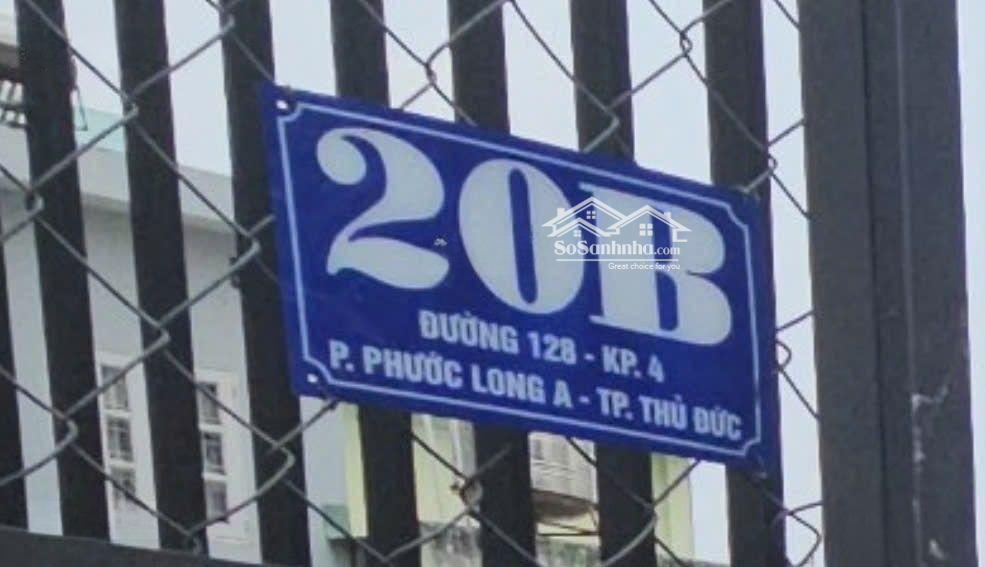 20B
SoSanhnha.com
Great choice for you
ĐƯỜNG 128 - KP. 4
P. PHƯỚC LONG A - TP. THỦ ĐỨC